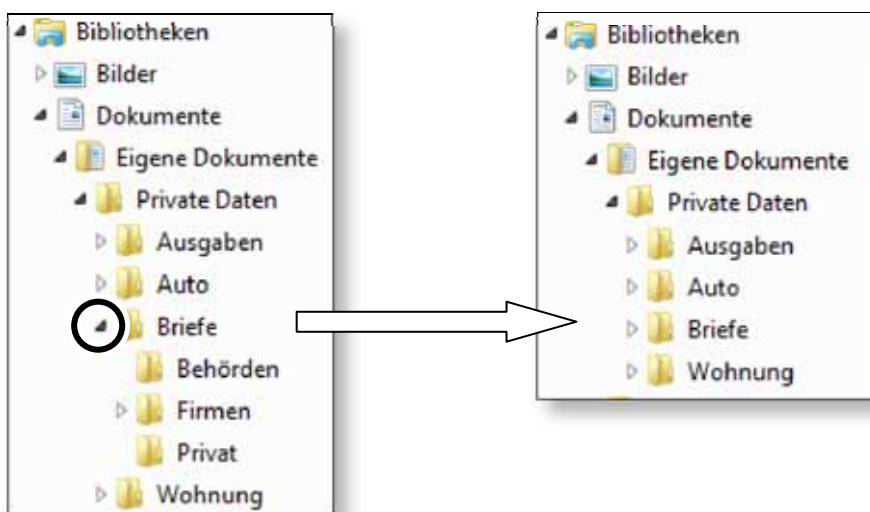 Bibliotheken
Bilder
Dokumente
Eigene Dokumente
Private Daten
Ausgaben
Auto
Briefe
Behörden
Firmen
Privat
Wohnung
Bibliotheken
Bilder
Dokumente
Eigene Dokumente
Private Daten
Ausgaben
Auto
Briefe
Wohnung